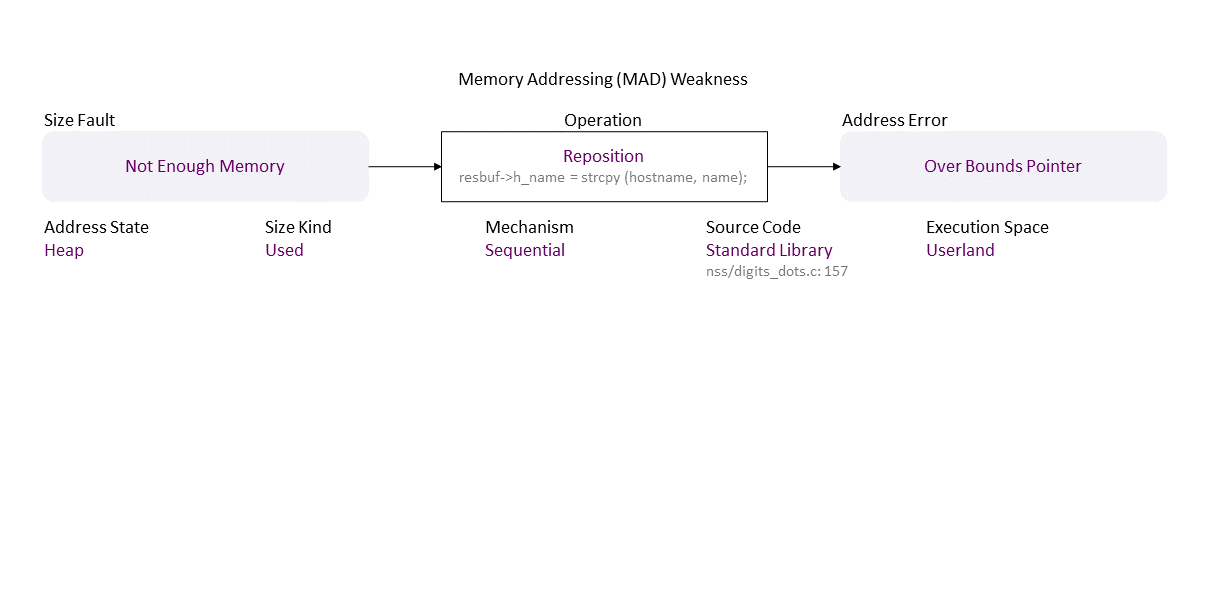 Memory Addressing (MAD) Weakness
Size Fault
Operation
Address Error
Not Enough Memory
Reposition
resbuf->h_name = strcpy (hostname, name);
Over Bounds Pointer
Address State
Size Kind
Mechanism
Source Code
Execution Space
Heap
Used
Sequential
Standard Library
Userland
nss/digits_dots.c: 157